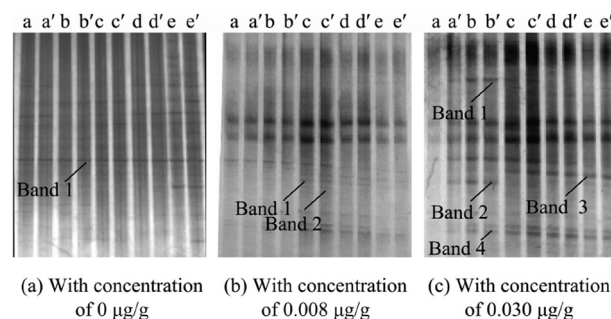 a a′ b b′ c c′ d d′ e e′
a a′ b b′ c c′ d d′ e e′
a a′ b b′ c c′ d d′ e e′
Band 1
Band 1
Band 2
Band 1
Band 2
Band 3
Band 4
(a) With concentration
of 0 μg/g
(b) With concentration
of 0.008 μg/g
(c) With concentration
of 0.030 μg/g